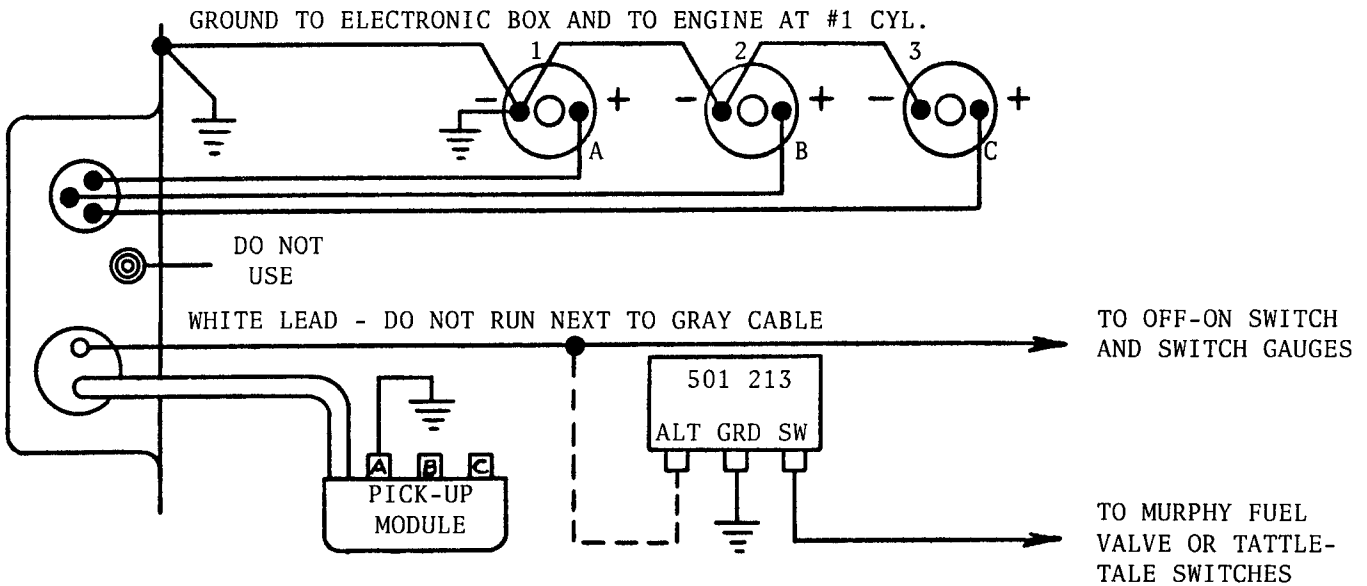 GROUND TO ELECTRONIC BOX AND TO ENGINE AT #1 CYL.
1
2
3
- +
- +
- +
A
B
C
DO NOT
USE
WHITE LEAD - DO NOT RUN NEXT TO GRAY CABLE
TO OFF-ON SWITCH
AND SWITCH GAUGES
501 213
ALT GRD SW
A B C
PICK-UP
MODULE
TO MURPHY FUEL
VALVE OR TATTLE-
TALE SWITCHES